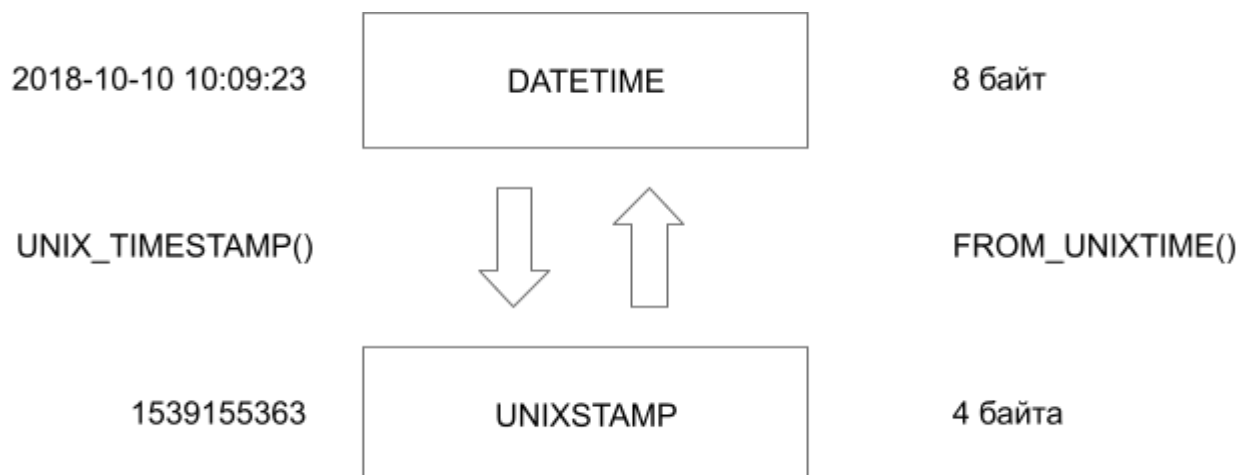 2018-10-10 10:09:23 DATETIME 8 байт
UNIX_TIMESTAMP() FROM_UNIXTIME()
1539155363 UNIXSTAMP 4 байта